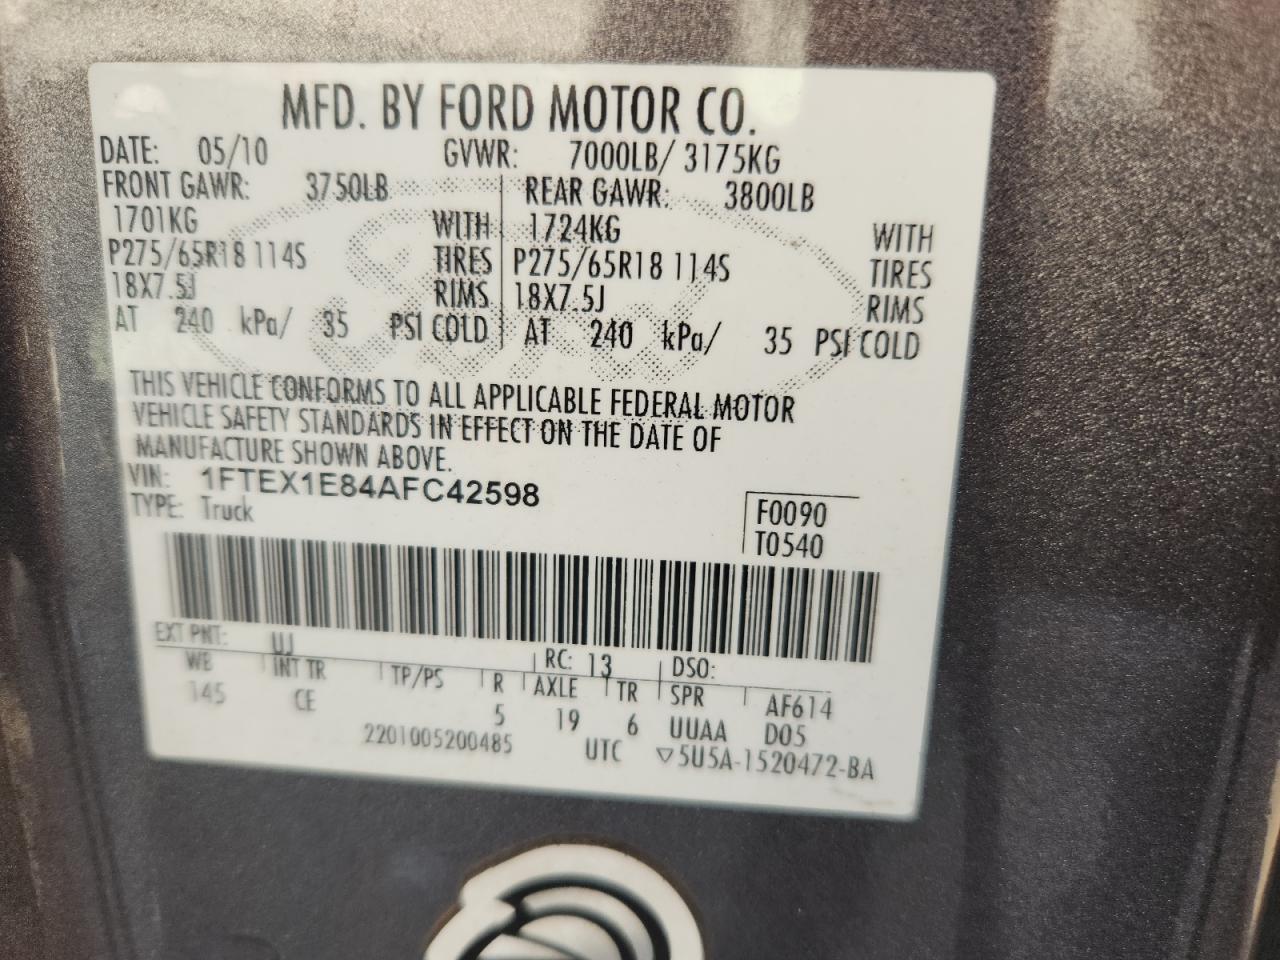 MFD. BY FORD MOTOR CO.
DATE: 05/10 GVWR: 7000LB/ 3175KG
FRONT GAWR: 3750LB REAR GAWR: 3800LB
1701KG WITH 1724KG WITH
P275/65R18 114S TIRES P275/65R18 114S TIRES
18X7.5J RIMS 18X7.5J RIMS
AT 240 kPa/ 35 PSI COLD AT 240 kPa/ 35 PSI COLD
THIS VEHICLE CONFORMS TO ALL APPLICABLE FEDERAL MOTOR
VEHICLE SAFETY STANDARDS IN EFFECT ON THE DATE OF
MANUFACTURE SHOWN ABOVE.
VIN: 1FTEX1E84AFC42598
TYPE: Truck
F0090
T0540
EXT PNT: UJ RC: 13 DSO:
WB INT TR TP/PS R AXLE TR SPR AF614
145 CE 5 19 6 UUAA D05
2201005200485 UTC ▽5U5A-1520472-BA